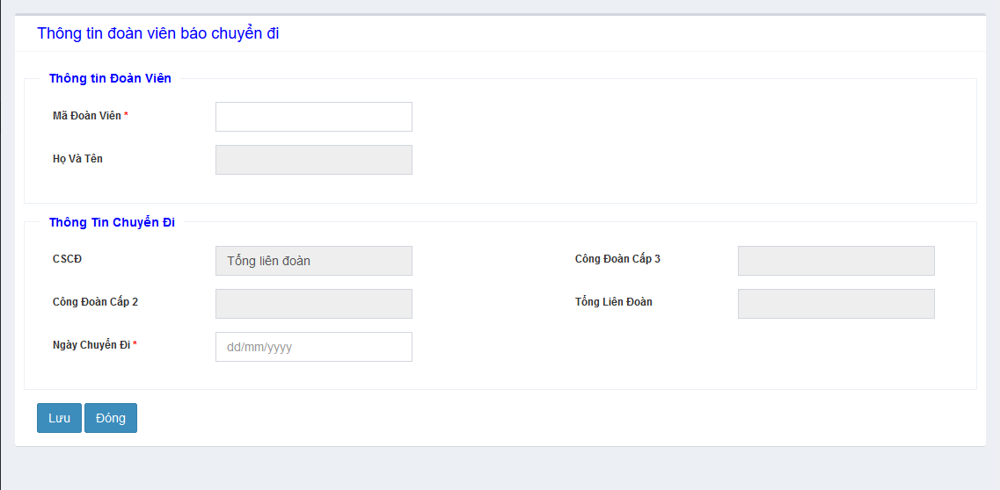 Thông tin đoàn viên báo chuyển đi
Thông tin Đoàn Viên
Mã Đoàn Viên *
Họ Và Tên
Thông Tin Chuyển Đi
CSCĐ Tổng liên đoàn Công Đoàn Cấp 3
Công Đoàn Cấp 2 Tổng Liên Đoàn
Ngày Chuyển Đi * dd/mm/yyyy
Lưu Đóng